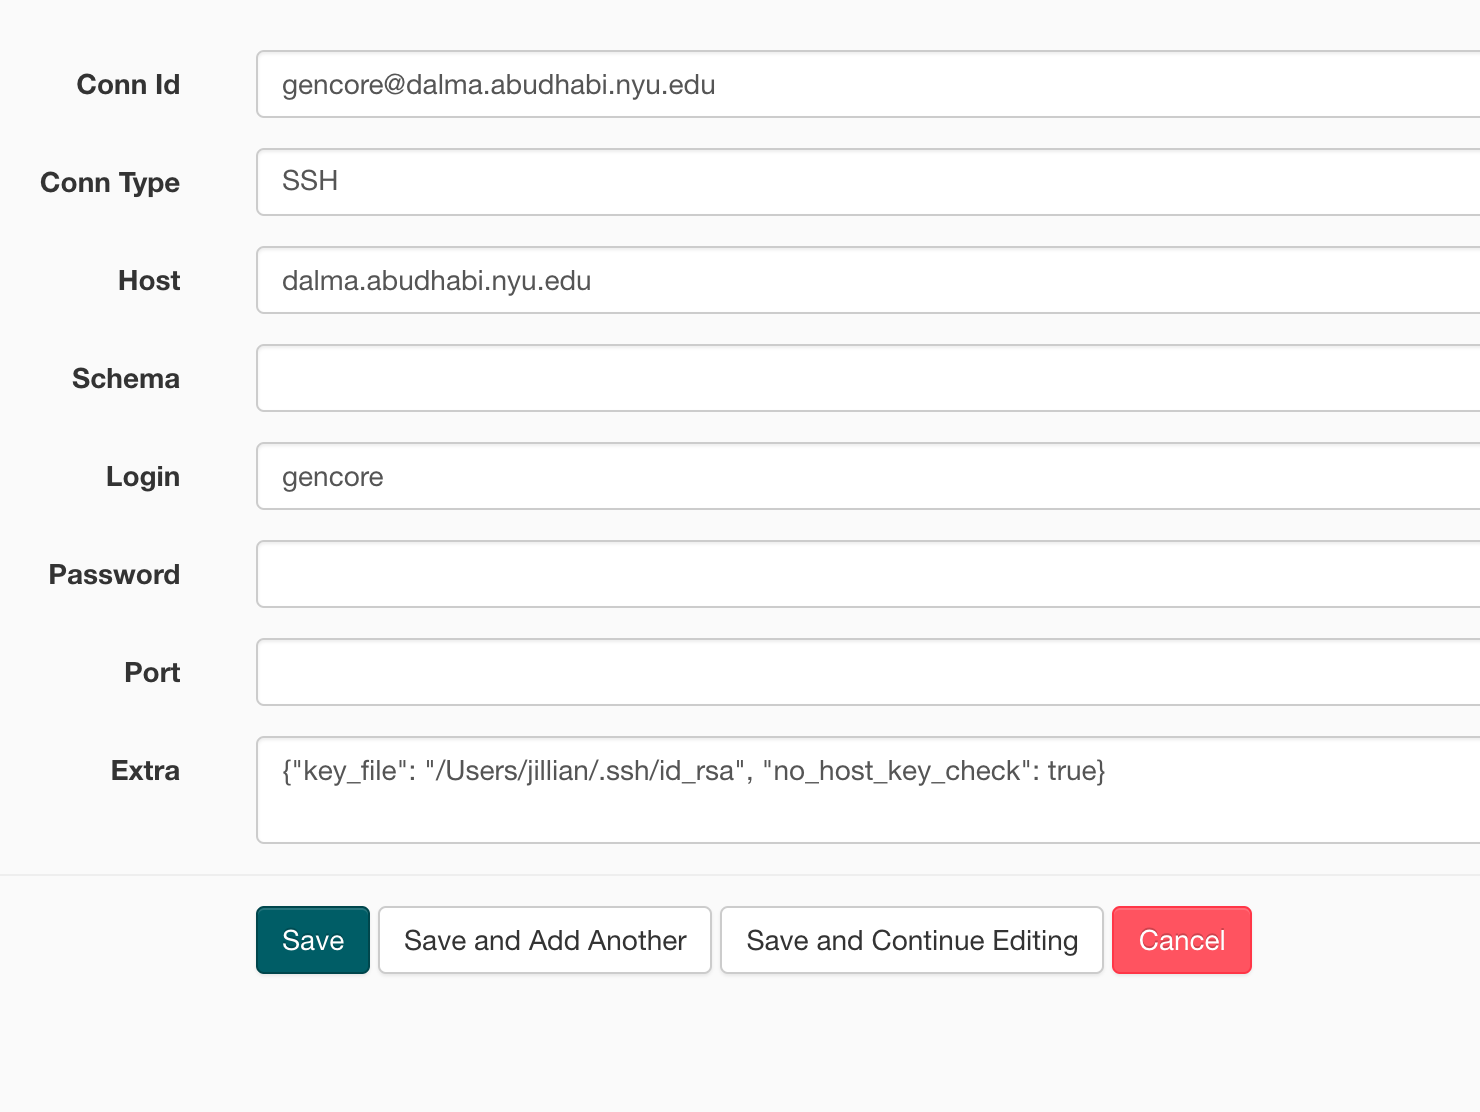 Conn Id gencore@dalma.abudhabi.nyu.edu
Conn Type SSH
Host dalma.abudhabi.nyu.edu
Schema
Login gencore
Password
Port
Extra {"key_file": "/Users/jillian/.ssh/id_rsa", "no_host_key_check": true}
Save Save and Add Another Save and Continue Editing Cancel